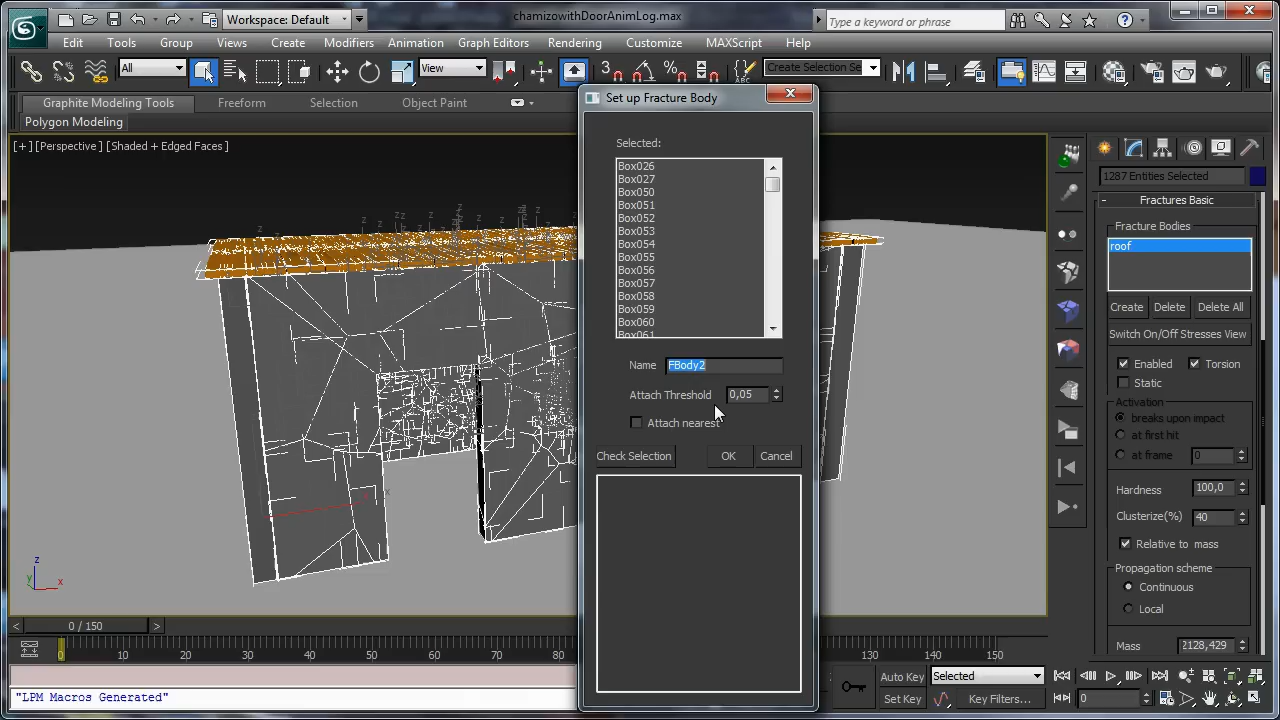 Workspace: Default
chamizowithDoorAnimLog.max
Type a keyword or phrase
Edit Tools Group Views Create Modifiers Animation Graph Editors Rendering Customize MAXScript Help
All
View
3
Create Selection Se
Graphite Modeling Tools Freeform Selection Object Paint
Polygon Modeling
[+] [Perspective] [Shaded + Edged Faces]
Set up Fracture Body
Selected:
Box026
Box027
Box050
Box051
Box052
Box053
Box054
Box055
Box056
Box057
Box058
Box059
Box060
Box061
Name FBody2
Attach Threshold 0,05
Attach nearest
Check Selection OK Cancel
1287 Entities Selected
- Fractures Basic
Fracture Bodies
roof
Create Delete Delete All
Switch On/Off Stresses View
Enabled Torsion
Static
Activation
breaks upon impact
at first hit
at frame 0
Hardness 100,0
Clusterize(%) 40
Relative to mass
Propagation scheme
Continuous
Local
Mass 2128,429
z
y x
< 0 / 150 >
0 10 20 30 40 50 60 70 80 130 140 150
"LPM Macros Generated"
Auto Key Selected
Set Key Key Filters... 0